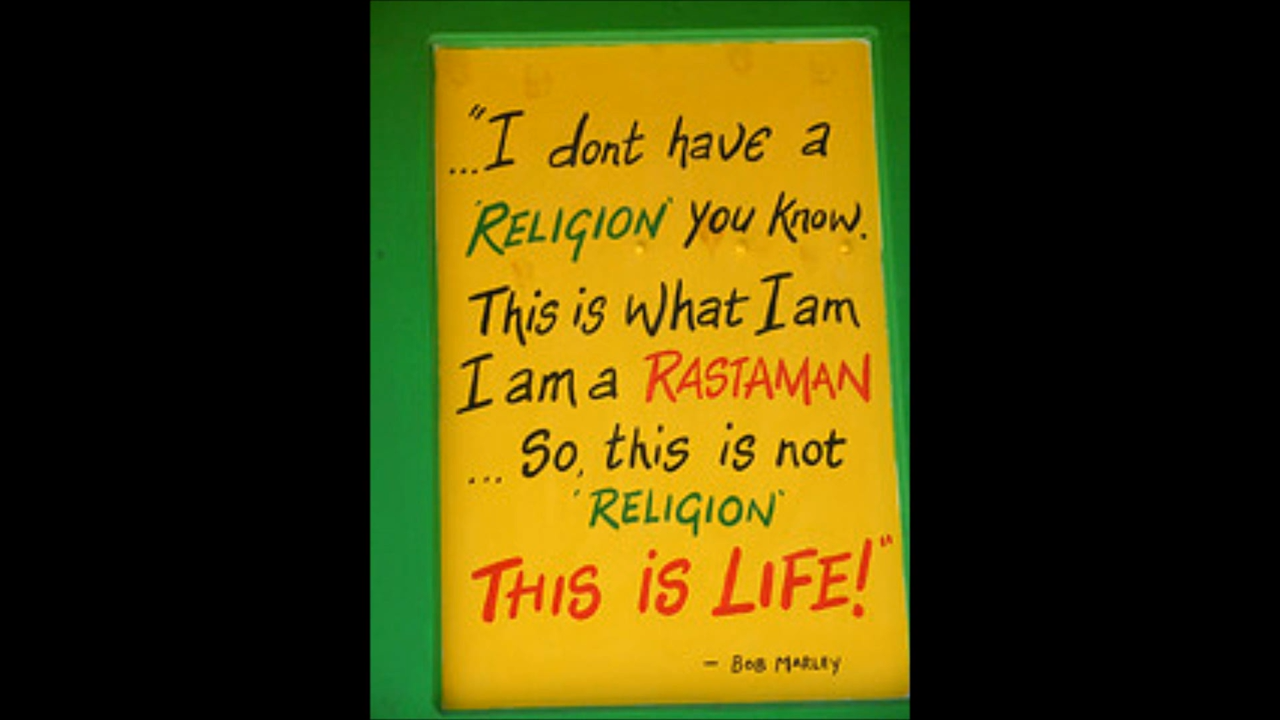 "...I dont have a
'RELIGION' you know.
This is what I am
I am a RASTAMAN
... So, this is not
'RELIGION'
THIS iS LIFE!"
- BOB MARLEY